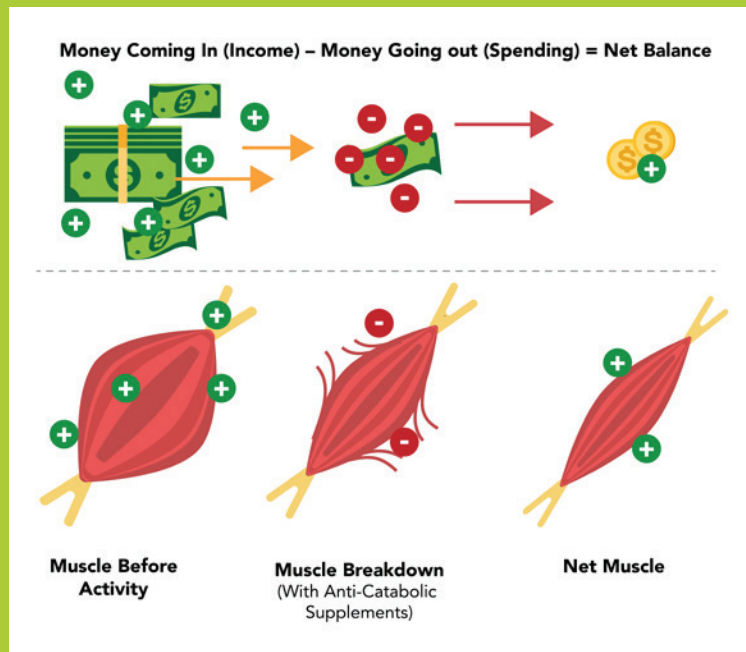 Money Coming In (Income) – Money Going out (Spending) = Net Balance
Muscle Before
Activity
Muscle Breakdown
(With Anti-Catabolic
Supplements)
Net Muscle